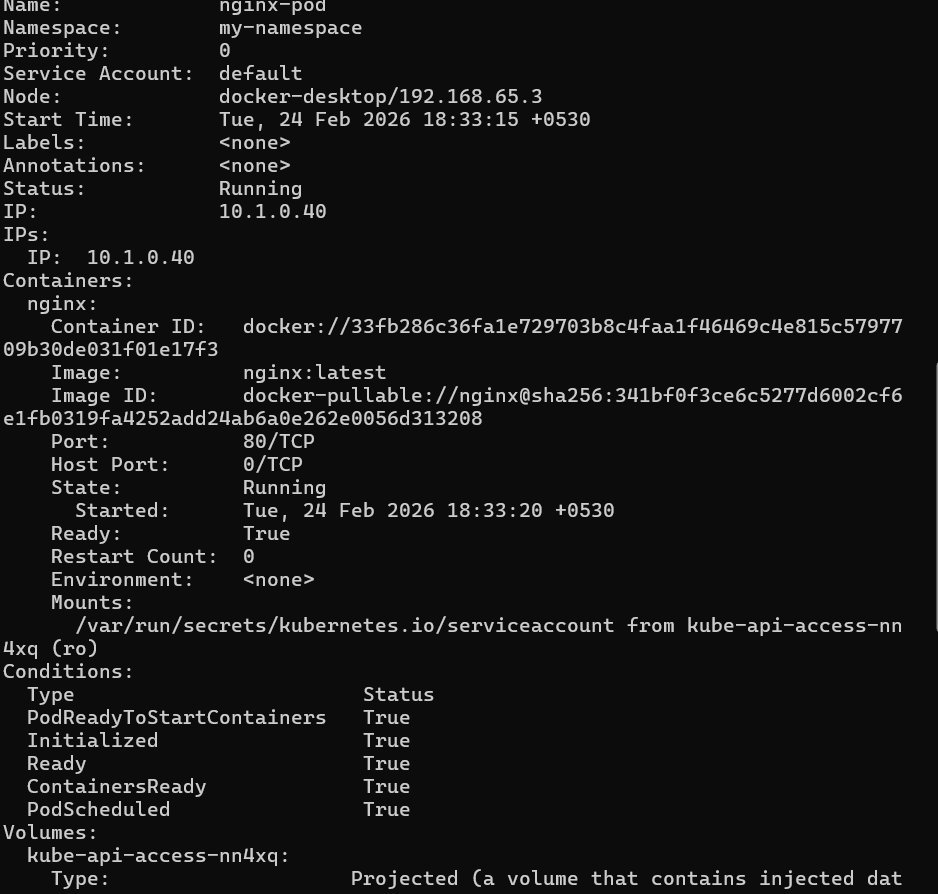 Name:             nginx-pod
Namespace:        my-namespace
Priority:         0
Service Account:  default
Node:             docker-desktop/192.168.65.3
Start Time:       Tue, 24 Feb 2026 18:33:15 +0530
Labels:           <none>
Annotations:      <none>
Status:           Running
IP:               10.1.0.40
IPs:
  IP:  10.1.0.40
Containers:
  nginx:
    Container ID:   docker://33fb286c36fa1e729703b8c4faa1f46469c4e815c57977
09b30de031f01e17f3
    Image:          nginx:latest
    Image ID:       docker-pullable://nginx@sha256:341bf0f3ce6c5277d6002cf6
e1fb0319fa4252add24ab6a0e262e0056d313208
    Port:           80/TCP
    Host Port:      0/TCP
    State:          Running
      Started:      Tue, 24 Feb 2026 18:33:20 +0530
    Ready:          True
    Restart Count:  0
    Environment:    <none>
    Mounts:
      /var/run/secrets/kubernetes.io/serviceaccount from kube-api-access-nn
4xq (ro)
Conditions:
  Type                        Status
  PodReadyToStartContainers   True
  Initialized                 True
  Ready                       True
  ContainersReady             True
  PodScheduled                True
Volumes:
  kube-api-access-nn4xq:
    Type:                    Projected (a volume that contains injected dat